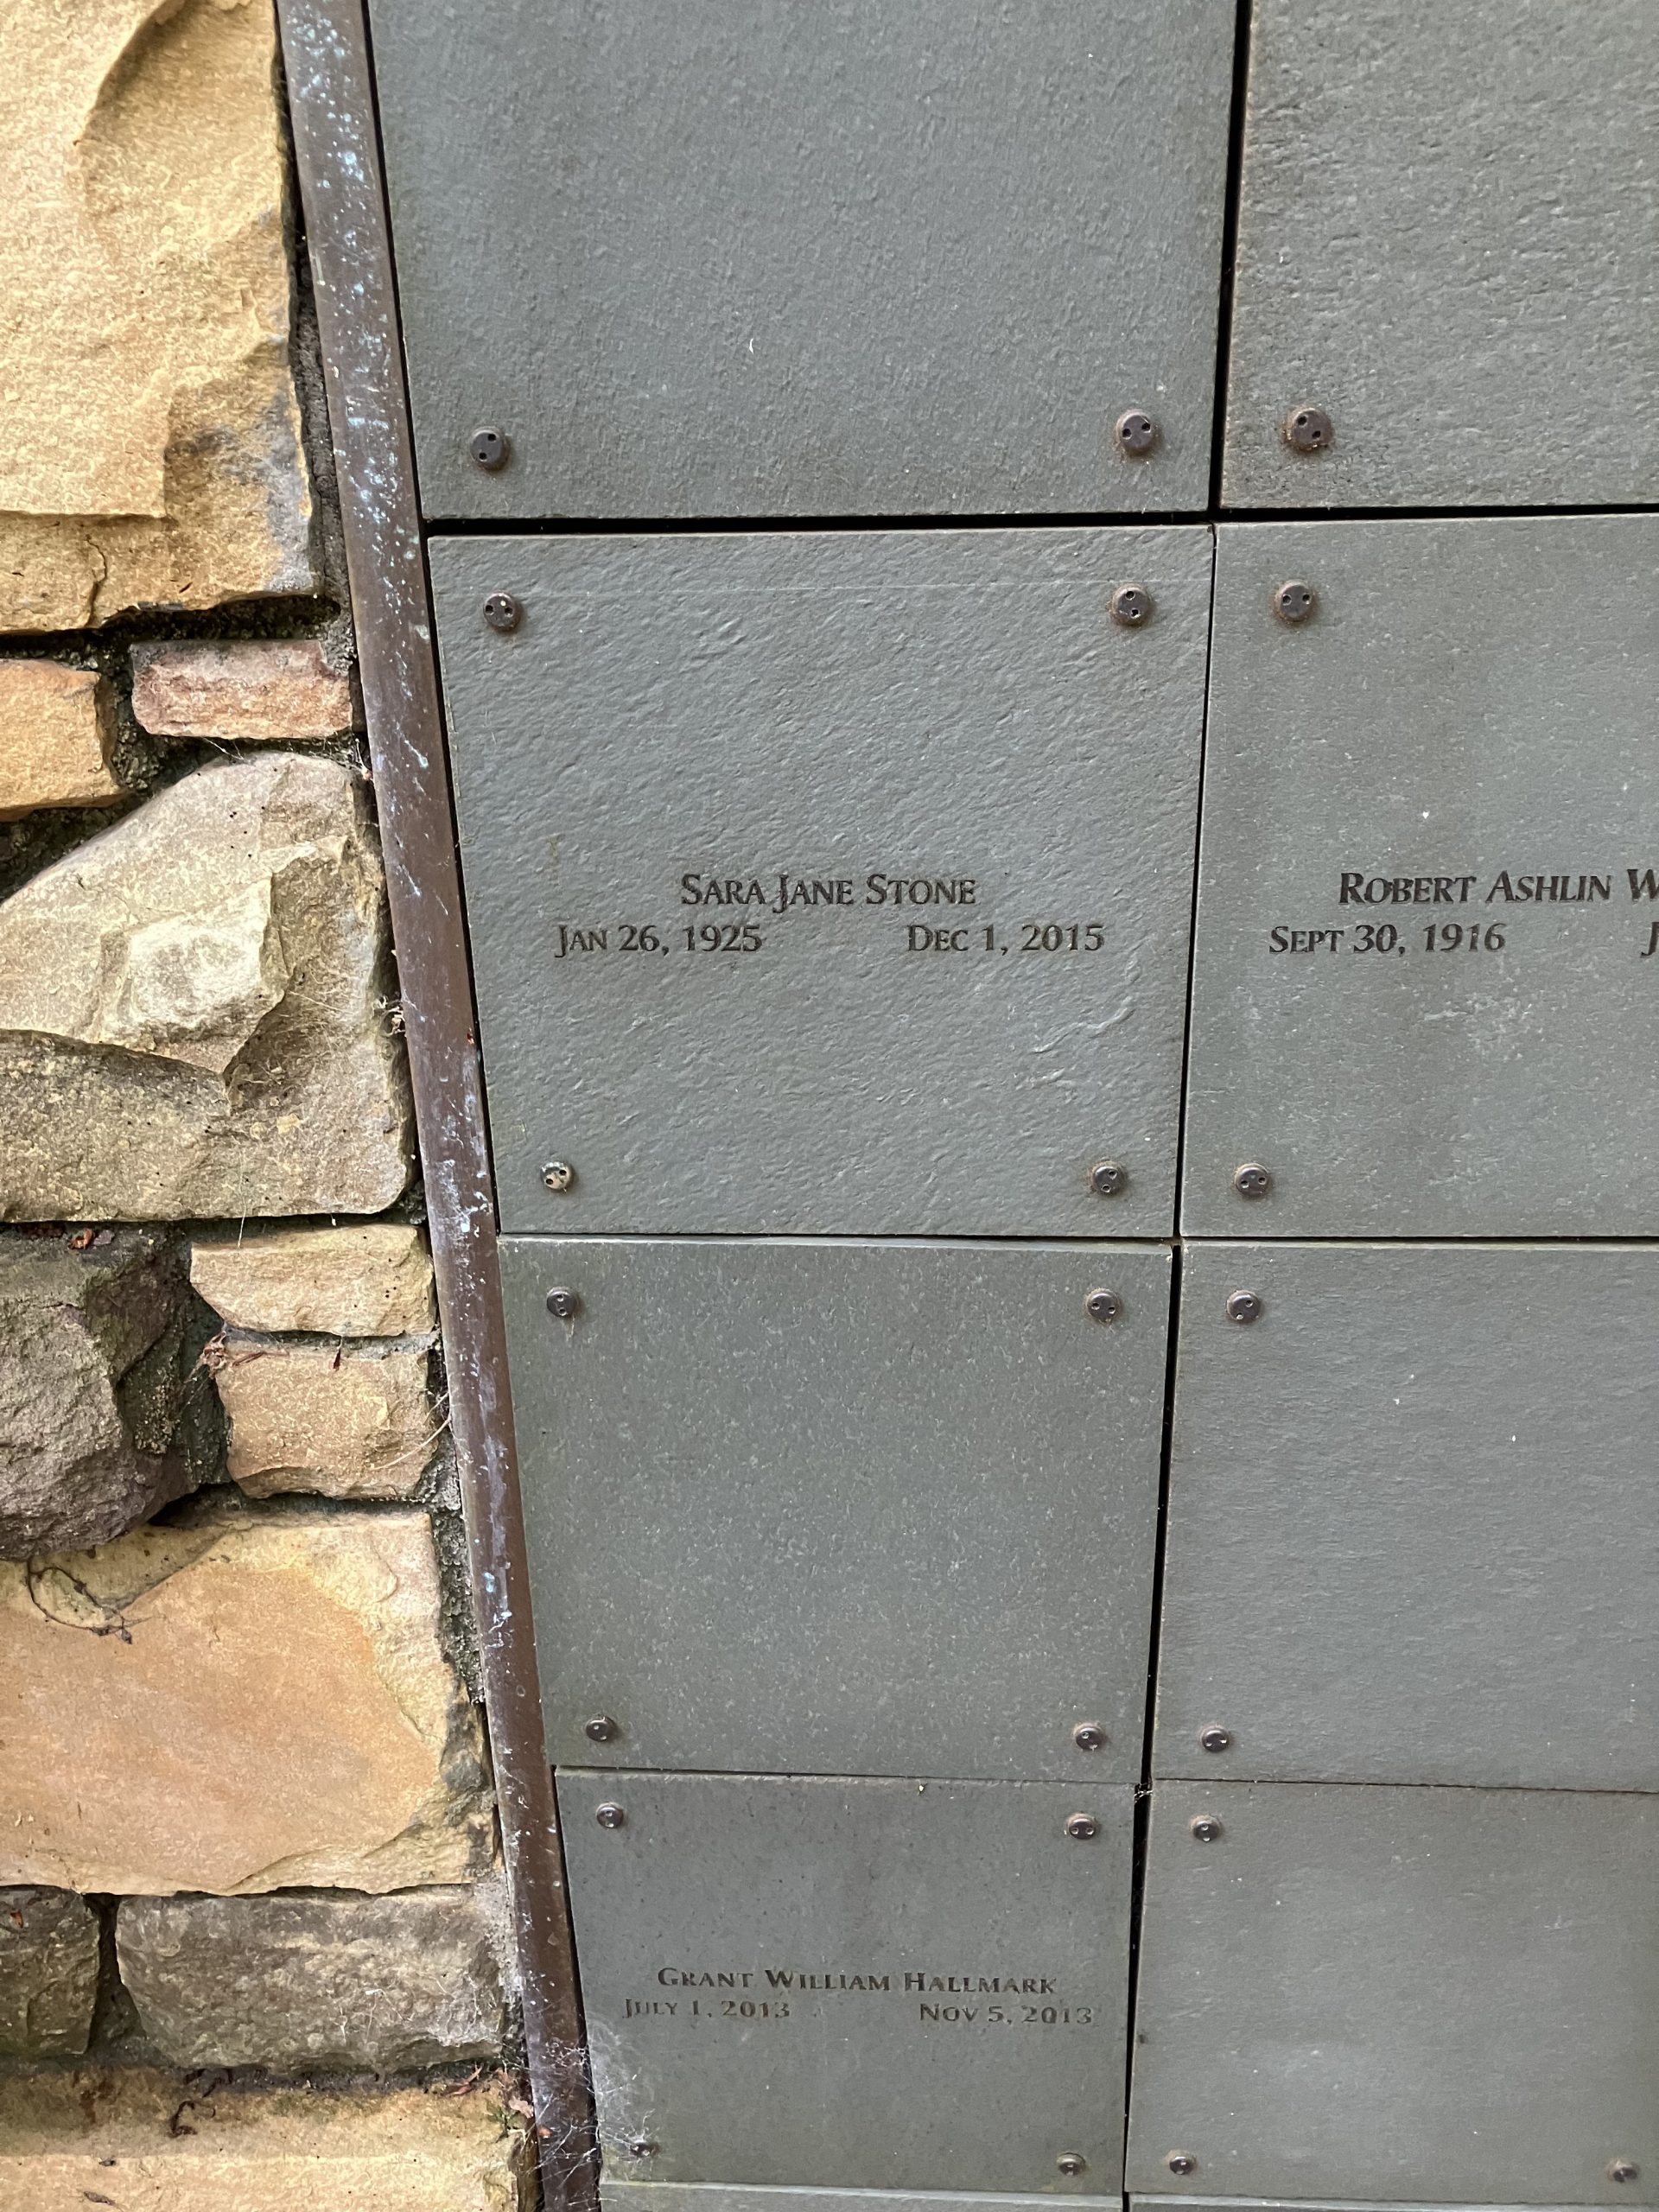 SARA JANE STONE
JAN 26, 1925 DEC 1, 2015
ROBERT ASHLIN
SEPT 30, 1916
GRANT WILLIAM HALLMARK
JULY 1, 2013 NOV 5, 2013